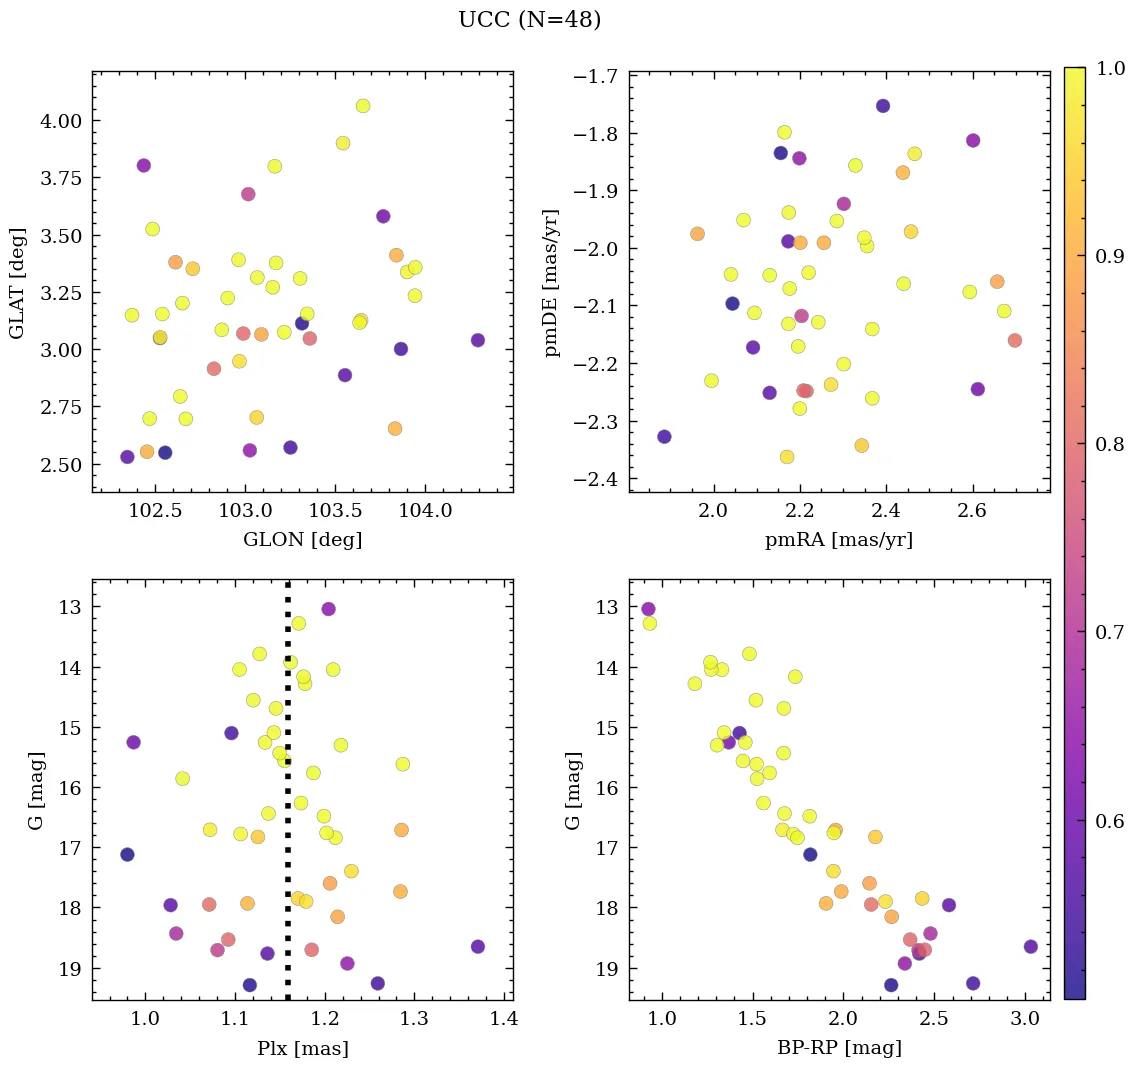 UCC (N=48)
4.00
3.75
3.50
3.25
3.00
2.75
2.50
GLAT [deg]
102.5 103.0 103.5 104.0
GLON [deg]
−1.7
−1.8
−1.9
−2.0
−2.1
−2.2
−2.3
−2.4
pmDE [mas/yr]
2.0 2.2 2.4 2.6
pmRA [mas/yr]
13
14
15
16
17
18
19
G [mag]
1.0 1.1 1.2 1.3 1.4
Plx [mas]
13
14
15
16
17
18
19
G [mag]
1.0 1.5 2.0 2.5 3.0
BP-RP [mag]
1.0
0.9
0.8
0.7
0.6